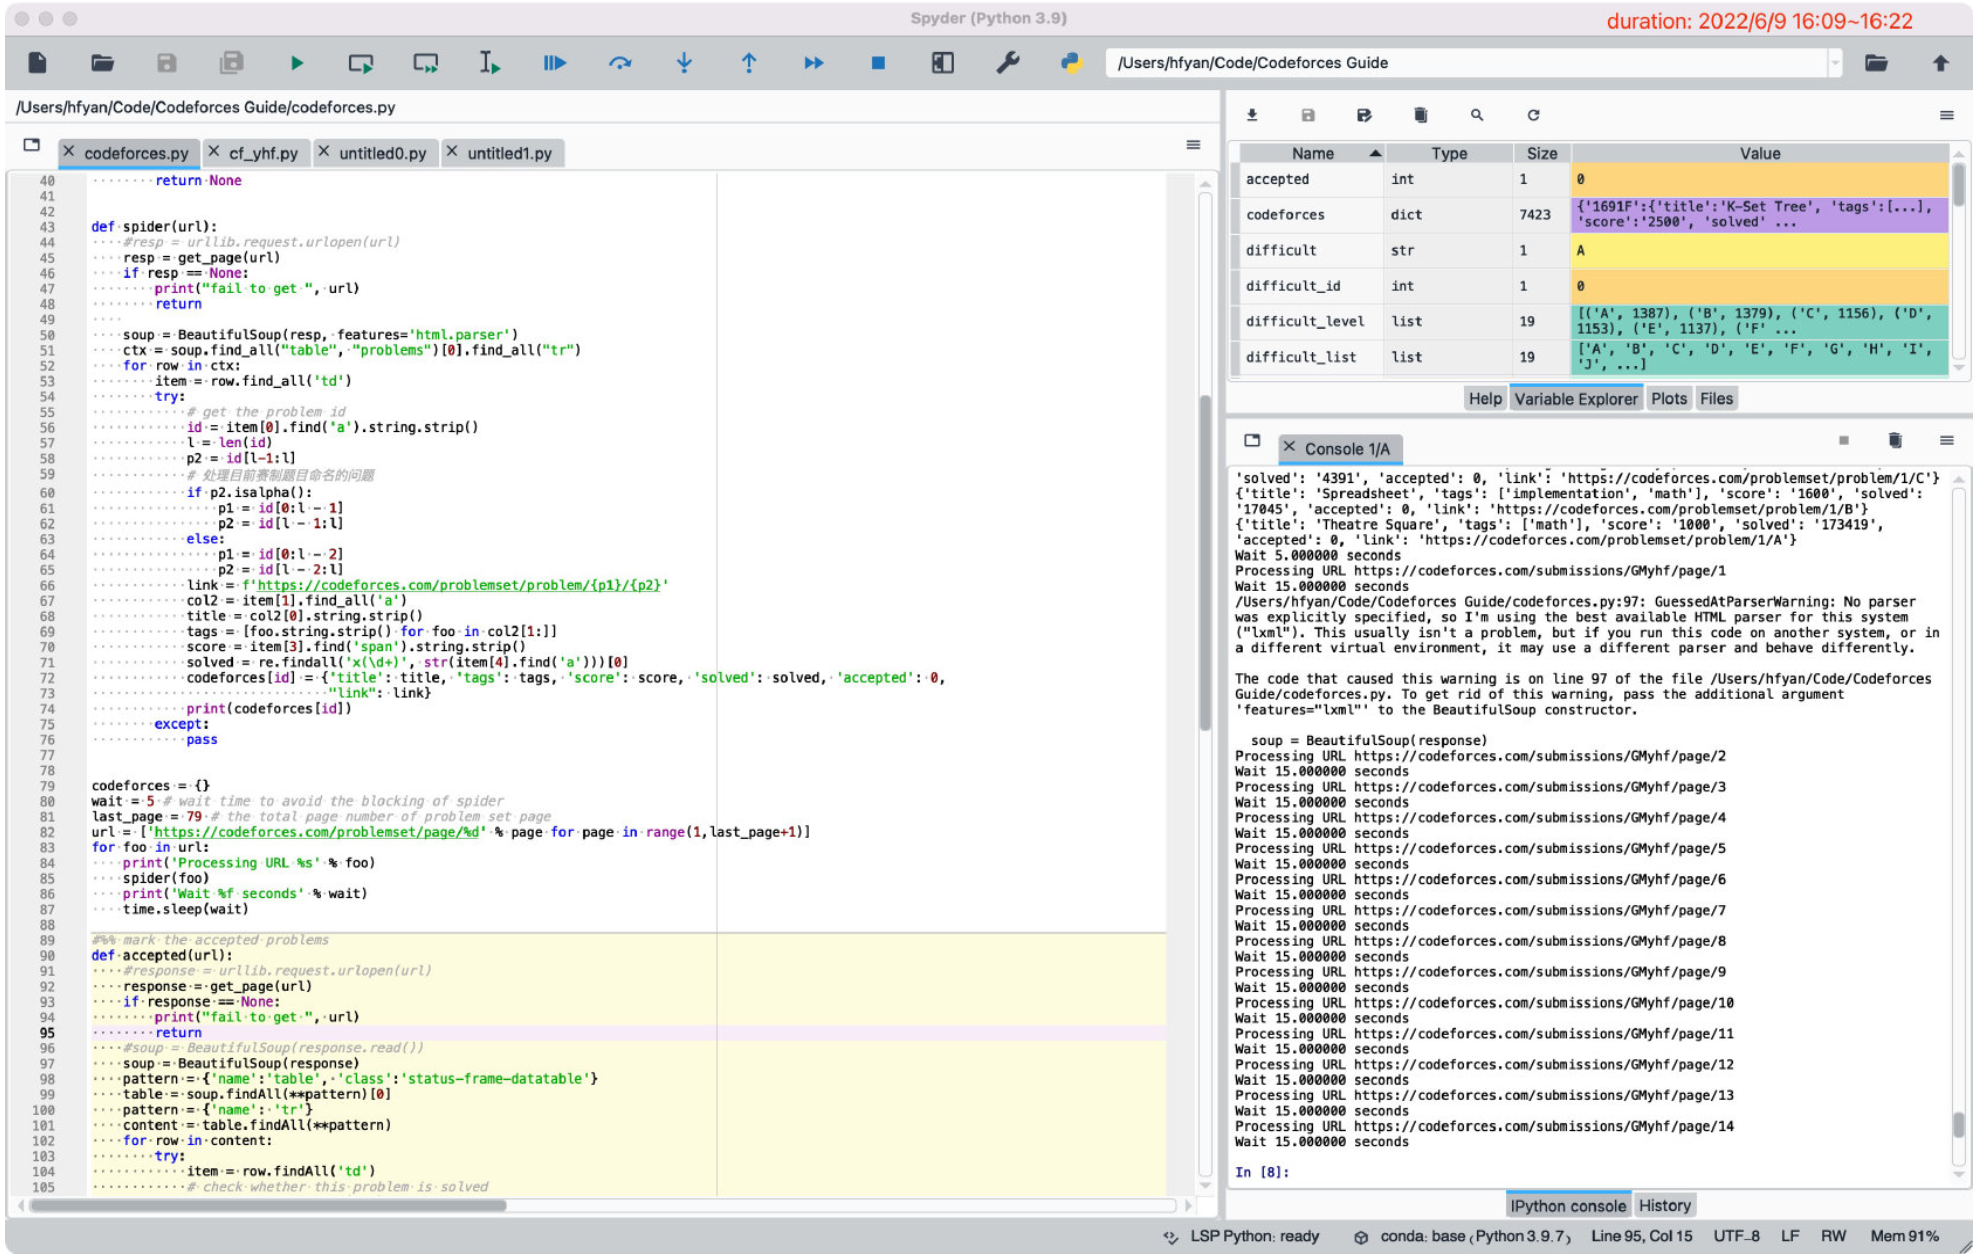 Spyder (Python 3.9)
duration: 2022/6/9 16:09~16:22
/Users/hfyan/Code/Codeforces Guide
/Users/hfyan/Code/Codeforces Guide/codeforces.py
codeforces.py
cf_yhf.py
untitled0.py
untitled1.py
40 return None
41
42
43 def spider(url):
44 #resp = urllib.request.urlopen(url)
45 resp = get_page(url)
46 if resp == None:
47 print("fail to get ", url)
48 return
49
50 soup = BeautifulSoup(resp, features='html.parser')
51 ctx = soup.find_all("table", "problems")[0].find_all("tr")
52 for row in ctx:
53 item = row.find_all('td')
54 try:
55 # get the problem id
56 id = item[0].find('a').string.strip()
57 l = len(id)
58 p2 = id[l-1:l]
59 # 处理目前赛制题目命名的问题
60 if p2.isalpha():
61 p1 = id[0:l - 1]
62 p2 = id[l - 1:l]
63 else:
64 p1 = id[0:l - 2]
65 p2 = id[l - 2:l]
66 link = f'https://codeforces.com/problemset/problem/{p1}/{p2}'
67 col2 = item[1].find_all('a')
68 title = col2[0].string.strip()
69 tags = [foo.string.strip() for foo in col2[1:]]
70 score = item[3].find('span').string.strip()
71 solved = re.findall('x(\d+)', str(item[4].find('a')))[0]
72 codeforces[id] = {'title': title, 'tags': tags, 'score': score, 'solved': solved, 'accepted': 0,
73 "link": link}
74 print(codeforces[id])
75 except:
76 pass
77
78
79 codeforces = {}
80 wait = 5 # wait time to avoid the blocking of spider
81 last_page = 79 # the total page number of problem set page
82 url = ['https://codeforces.com/problemset/page/%d' % page for page in range(1,last_page+1)]
83 for foo in url:
84 print('Processing URL %s' % foo)
85 spider(foo)
86 print('Wait %f seconds' % wait)
87 time.sleep(wait)
88
89 #%% mark the accepted problems
90 def accepted(url):
91 #response = urllib.request.urlopen(url)
92 response = get_page(url)
93 if response == None:
94 print("fail to get ", url)
95 return
96 #soup = BeautifulSoup(response.read())
97 soup = BeautifulSoup(response)
98 pattern = {'name':'table', 'class':'status-frame-datatable'}
99 table = soup.findAll(**pattern)[0]
100 pattern = {'name': 'tr'}
101 content = table.findAll(**pattern)
102 for row in content:
103 try:
104 item = row.findAll('td')
105 # check whether this problem is solved
Name Type Size Value
accepted int 1 0
codeforces dict 7423 {'1691F':{'title':'K-Set Tree', 'tags':[...],
'score':'2500', 'solved' ...
difficult str 1 A
difficult_id int 1 0
difficult_level list 19 [('A', 1387), ('B', 1379), ('C', 1156), ('D',
1153), ('E', 1137), ('F' ...
difficult_list list 19 ['A', 'B', 'C', 'D', 'E', 'F', 'G', 'H', 'I',
'J', ...]
Help Variable Explorer Plots Files
Console 1/A
'solved': '4391', 'accepted': 0, 'link': 'https://codeforces.com/problemset/problem/1/C'}
{'title': 'Spreadsheet', 'tags': ['implementation', 'math'], 'score': '1600', 'solved':
'17045', 'accepted': 0, 'link': 'https://codeforces.com/problemset/problem/1/B'}
{'title': 'Theatre Square', 'tags': ['math'], 'score': '1000', 'solved': '173419',
'accepted': 0, 'link': 'https://codeforces.com/problemset/problem/1/A'}
Wait 5.000000 seconds
Processing URL https://codeforces.com/submissions/GMyhf/page/1
Wait 15.000000 seconds
/Users/hfyan/Code/Codeforces Guide/codeforces.py:97: GuessedAtParserWarning: No parser
was explicitly specified, so I'm using the best available HTML parser for this system
("lxml"). This usually isn't a problem, but if you run this code on another system, or in
a different virtual environment, it may use a different parser and behave differently.

The code that caused this warning is on line 97 of the file /Users/hfyan/Code/Codeforces
Guide/codeforces.py. To get rid of this warning, pass the additional argument
'features="lxml"' to the BeautifulSoup constructor.

soup = BeautifulSoup(response)
Processing URL https://codeforces.com/submissions/GMyhf/page/2
Wait 15.000000 seconds
Processing URL https://codeforces.com/submissions/GMyhf/page/3
Wait 15.000000 seconds
Processing URL https://codeforces.com/submissions/GMyhf/page/4
Wait 15.000000 seconds
Processing URL https://codeforces.com/submissions/GMyhf/page/5
Wait 15.000000 seconds
Processing URL https://codeforces.com/submissions/GMyhf/page/6
Wait 15.000000 seconds
Processing URL https://codeforces.com/submissions/GMyhf/page/7
Wait 15.000000 seconds
Processing URL https://codeforces.com/submissions/GMyhf/page/8
Wait 15.000000 seconds
Processing URL https://codeforces.com/submissions/GMyhf/page/9
Wait 15.000000 seconds
Processing URL https://codeforces.com/submissions/GMyhf/page/10
Wait 15.000000 seconds
Processing URL https://codeforces.com/submissions/GMyhf/page/11
Wait 15.000000 seconds
Processing URL https://codeforces.com/submissions/GMyhf/page/12
Wait 15.000000 seconds
Processing URL https://codeforces.com/submissions/GMyhf/page/13
Wait 15.000000 seconds
Processing URL https://codeforces.com/submissions/GMyhf/page/14
Wait 15.000000 seconds

In [8]:
IPython console History
LSP Python: ready conda: base (Python 3.9.7) Line 95, Col 15 UTF-8 LF RW Mem 91%